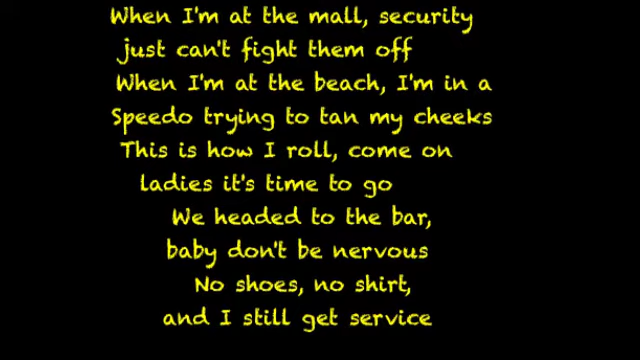 When I'm at the mall, security
just can't fight them off
When I'm at the beach, I'm in a
Speedo trying to tan my cheeks
This is how I roll, come on
ladies it's time to go
We headed to the bar,
baby don't be nervous
No shoes, no shirt,
and I still get service